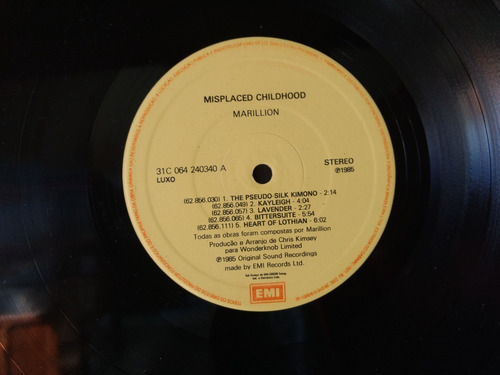 MISPLACED CHILDHOOD
MARILLION
31C 064 240340 A
LUXO
STEREO
℗1985
(62.856.030) 1. THE PSEUDO-SILK KIMONO - 2:14
(62.856.049) 2. KAYLEIGH - 4:04
(62.856.057) 3. LAVENDER - 2:27
(62.856.065) 4. BITTERSUITE - 5:54
(62.856.111) 5. HEART OF LOTHIAN - 6:02
Todas as obras foram compostas por Marillion
Produção e Arranjo de Chris Kimsey
para Wonderknob Limited
℗1985 Original Sound Recordings
made by EMI Records Ltd.
EMI